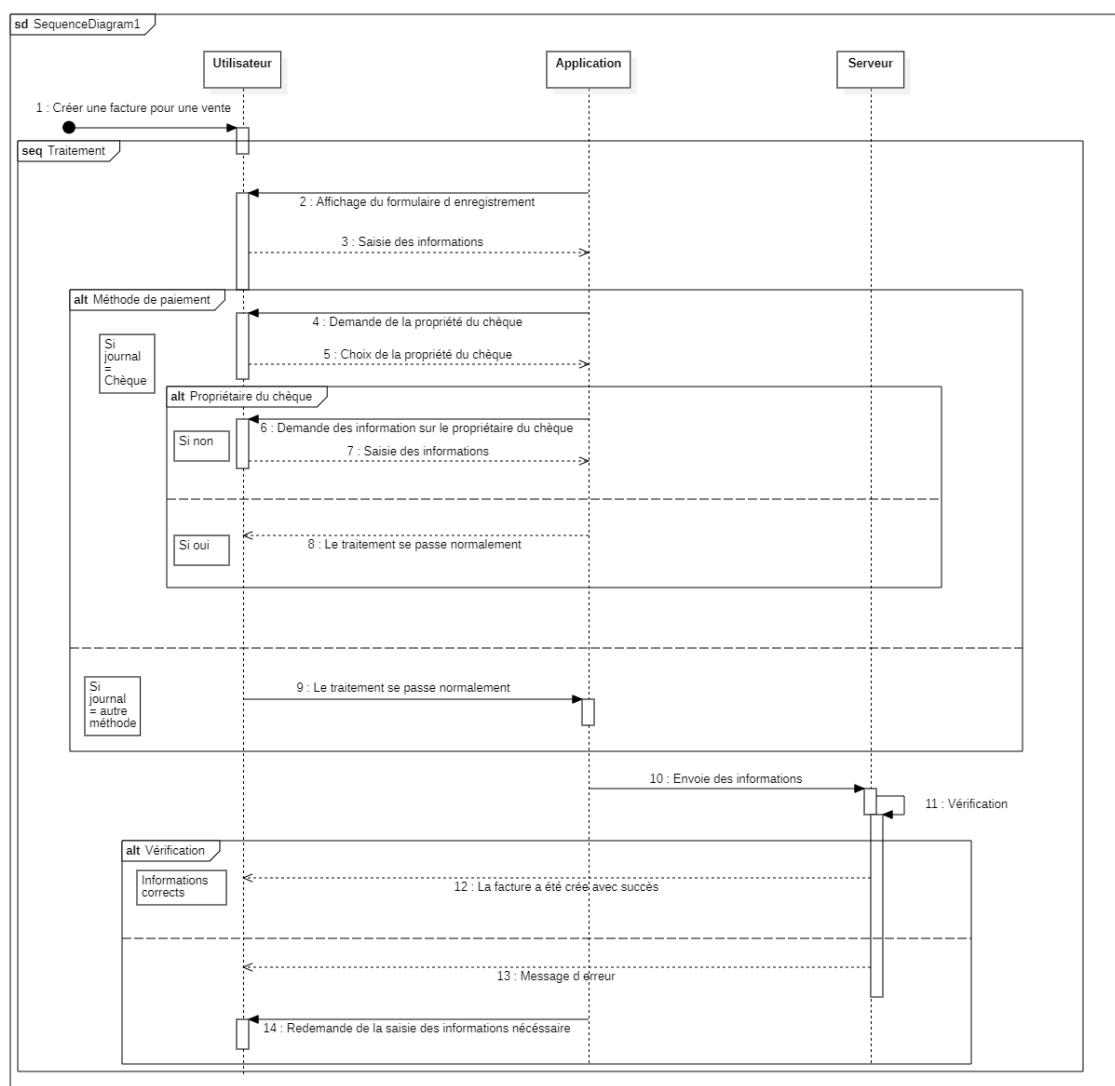 sd SequenceDiagram1
Utilisateur
Application
Serveur
1 : Créer une facture pour une vente
seq Traitement
2 : Affichage du formulaire d enregistrement
3 : Saisie des informations
alt Méthode de paiement
4 : Demande de la propriété du chèque
Si
journal
=
Chèque
5 : Choix de la propriété du chèque
alt Propriétaire du chèque
6 : Demande des information sur le propriétaire du chèque
Si non
7 : Saisie des informations
Si oui
8 : Le traitement se passe normalement
Si
journal
= autre
méthode
9 : Le traitement se passe normalement
10 : Envoie des informations
11 : Vérification
alt Vérification
Informations
corrects
12 : La facture a été crée avec succès
13 : Message d erreur
14 : Redemande de la saisie des informations nécéssaire